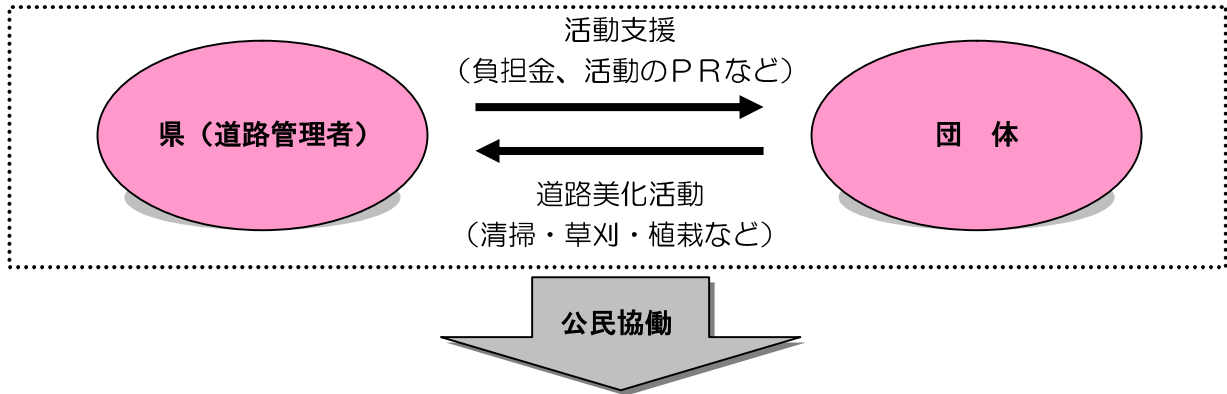 活動支援
（負担金、活動のＰＲなど）
県（道路管理者）
団　体
道路美化活動
（清掃・草刈・植栽など）
公民協働